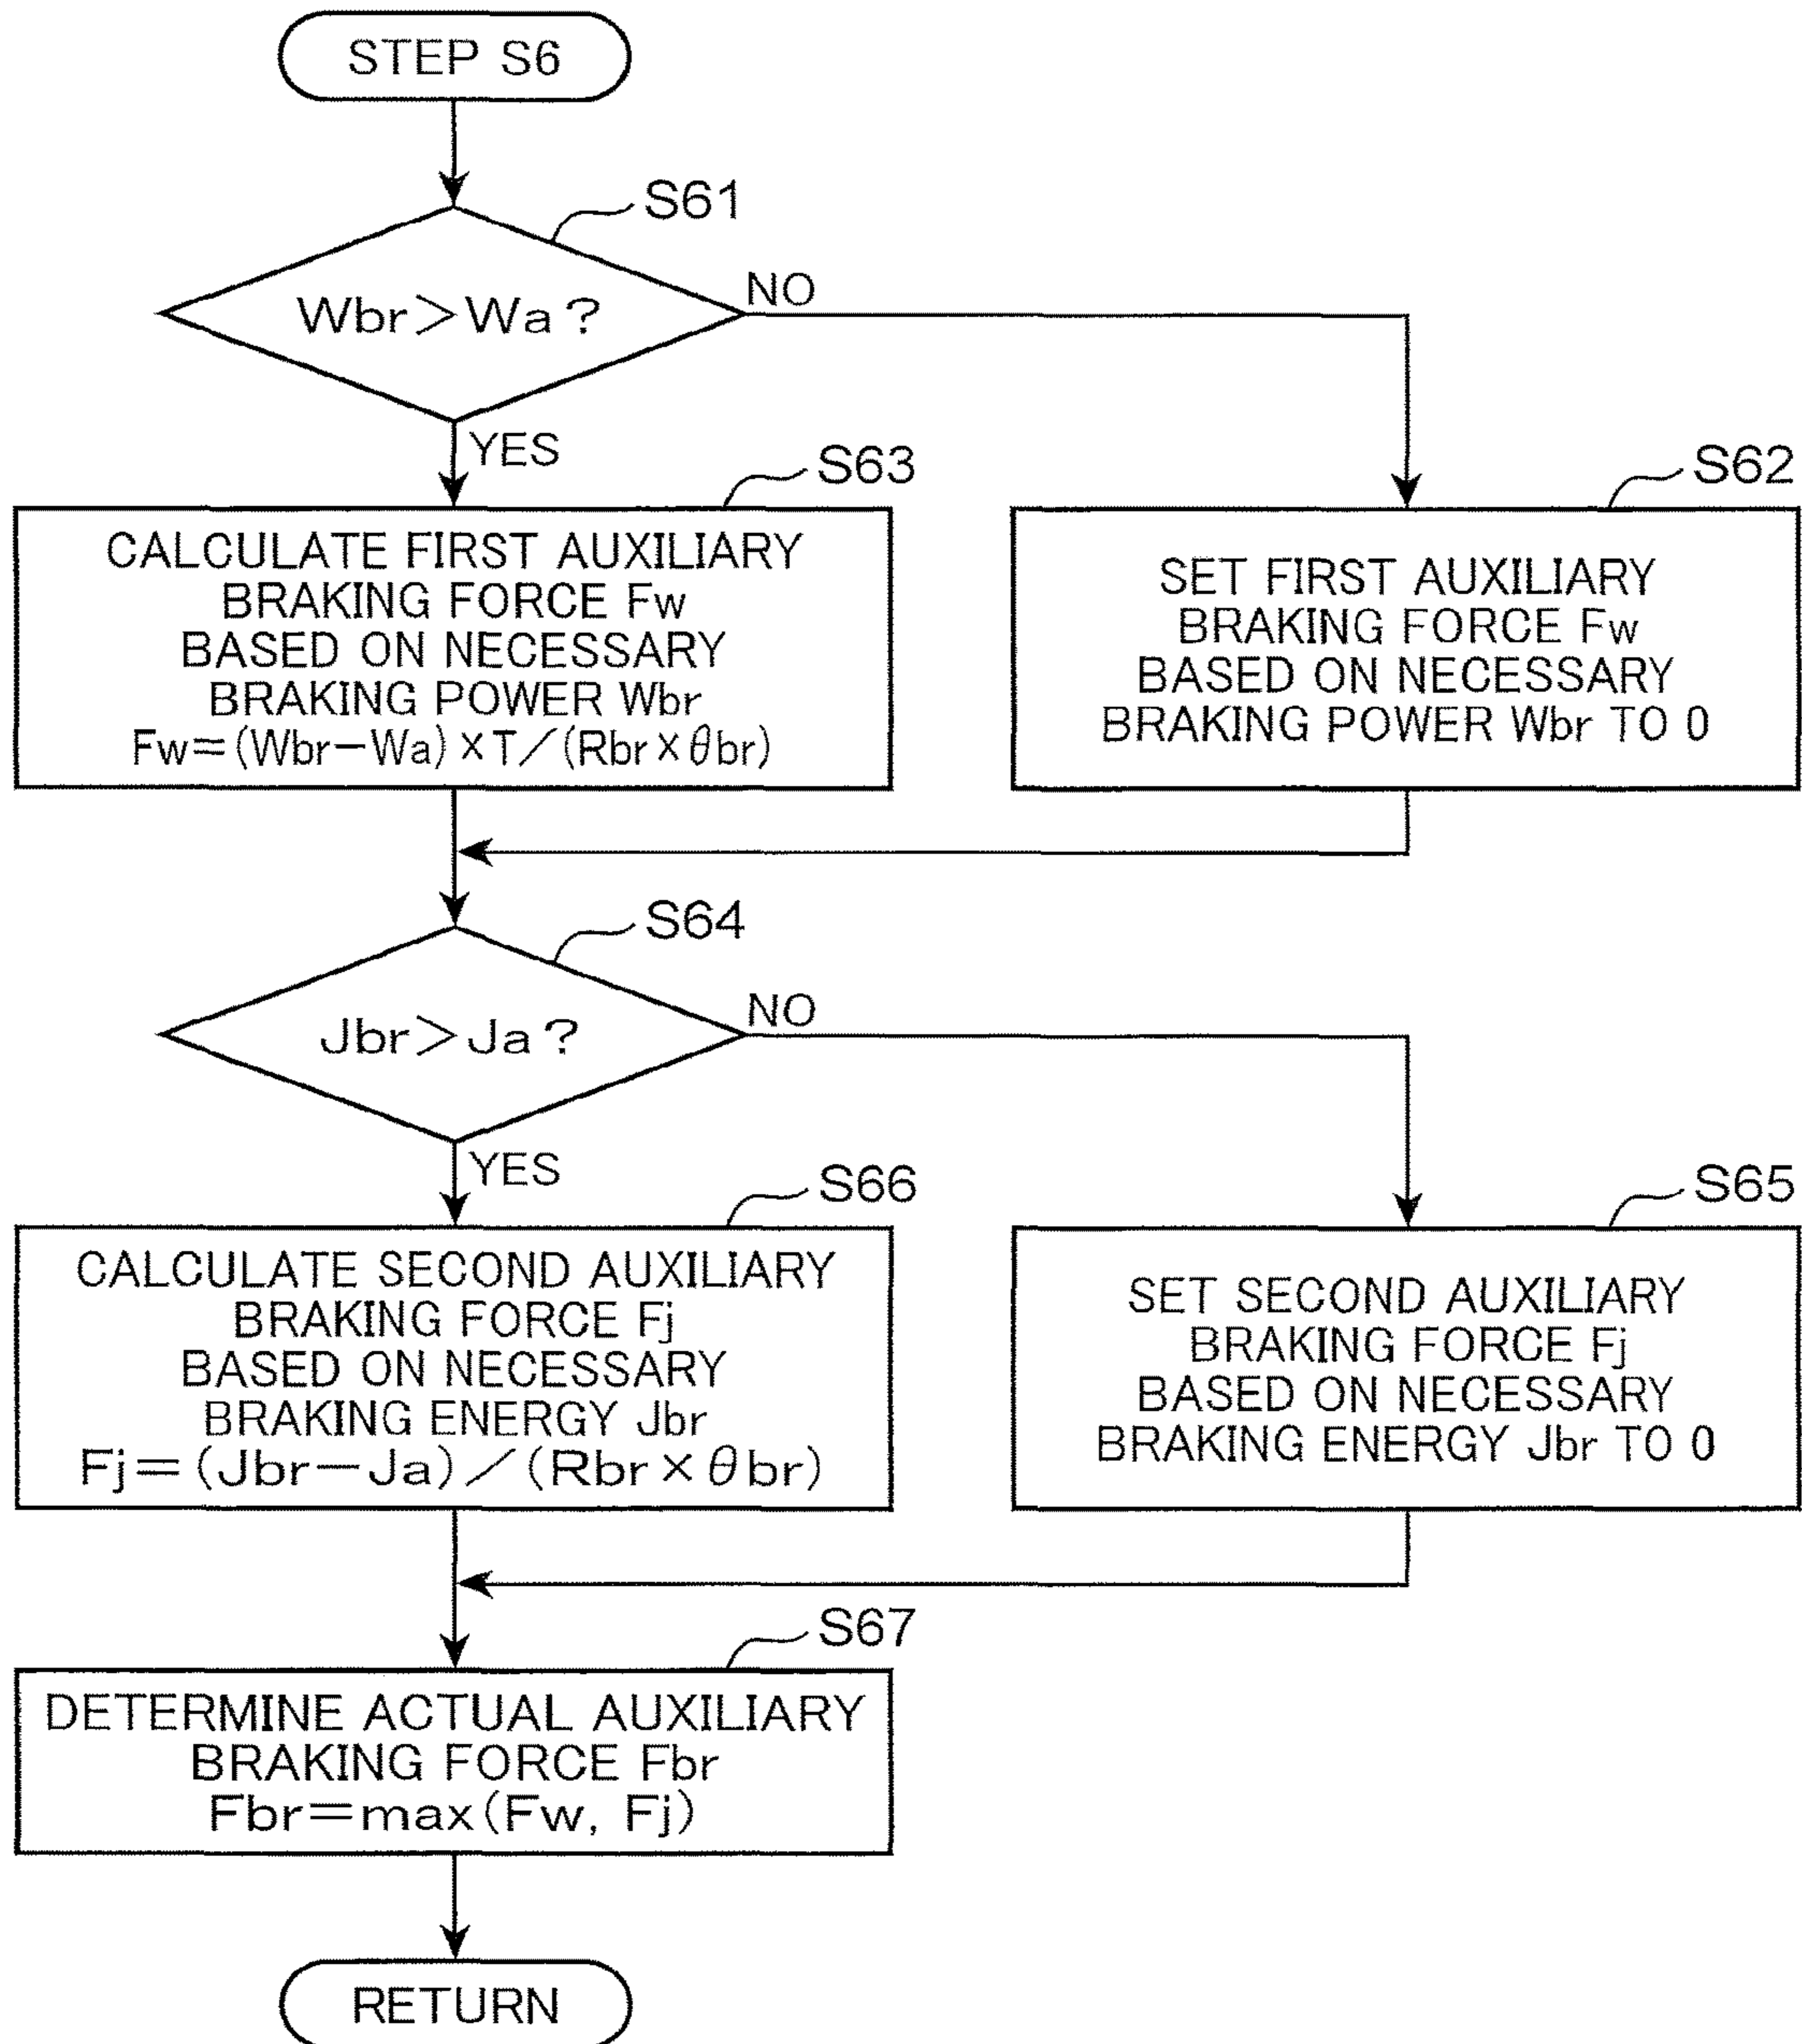 STEP S6
S61
Wbr>Wa?
NO
YES
S63
CALCULATE FIRST AUXILIARY
BRAKING FORCE Fw
BASED ON NECESSARY
BRAKING POWER Wbr
Fw=(Wbr−Wa)×T/(Rbr×θbr)
S62
SET FIRST AUXILIARY
BRAKING FORCE Fw
BASED ON NECESSARY
BRAKING POWER Wbr TO 0
S64
Jbr>Ja?
NO
YES
S66
CALCULATE SECOND AUXILIARY
BRAKING FORCE Fj
BASED ON NECESSARY
BRAKING ENERGY Jbr
Fj=(Jbr−Ja)/(Rbr×θbr)
S65
SET SECOND AUXILIARY
BRAKING FORCE Fj
BASED ON NECESSARY
BRAKING ENERGY Jbr TO 0
S67
DETERMINE ACTUAL AUXILIARY
BRAKING FORCE Fbr
Fbr=max(Fw, Fj)
RETURN